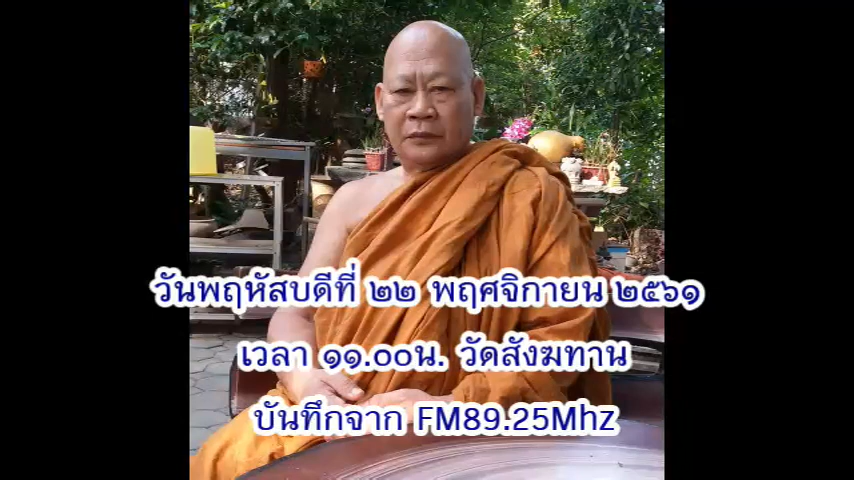 วันพฤหัสบดีที่ ๒๒ พฤศจิกายน ๒๕๖๑
เวลา ๑๑.๐๐น. วัดสังฆทาน
บันทึกจาก FM89.25Mhz